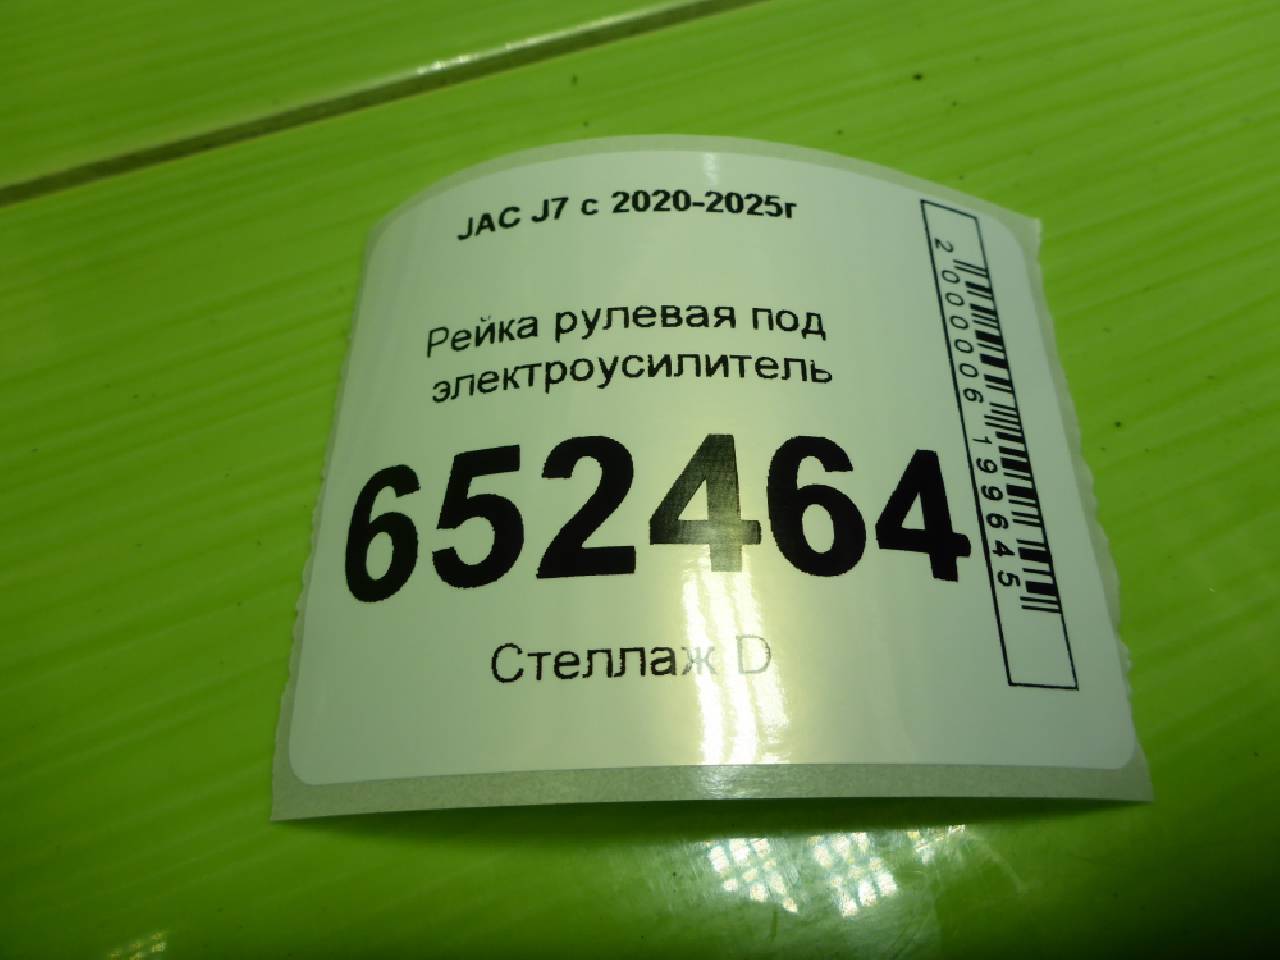 JAC J7 с 2020-2025г
Рейка рулевая под
электроусилитель
652464
Стеллаж D
2000006199645